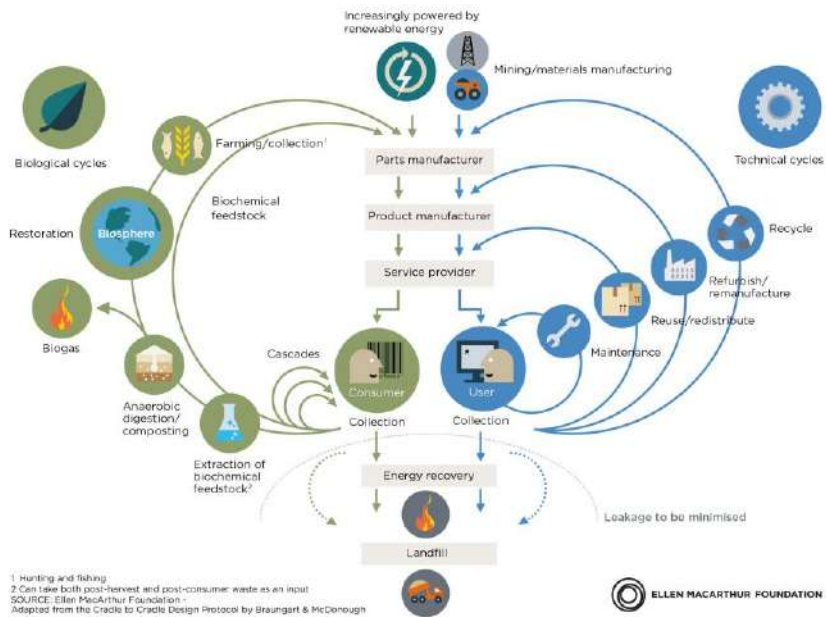 Increasingly powered by
renewable energy
Mining/materials manufacturing
Biological cycles
Farming/collection¹
Parts manufacturer
Technical cycles
Biochemical
feedstock
Product manufacturer
Restoration
Biosphere
Recycle
Service provider
Refurbish/
remanufacture
Biogas
Reuse/redistribute
Cascades
Maintenance
Consumer
User
Anaerobic
digestion/
composting
Collection
Collection
Extraction of
biochemical
feedstock²
Energy recovery
Leakage to be minimised
Landfill
1 Hunting and fishing
2 Can take both post-harvest and post-consumer waste as an input
SOURCE: Ellen MacArthur Foundation -
Adapted from the Cradle to Cradle Design Protocol by Braungart & McDonough
ELLEN MACARTHUR FOUNDATION